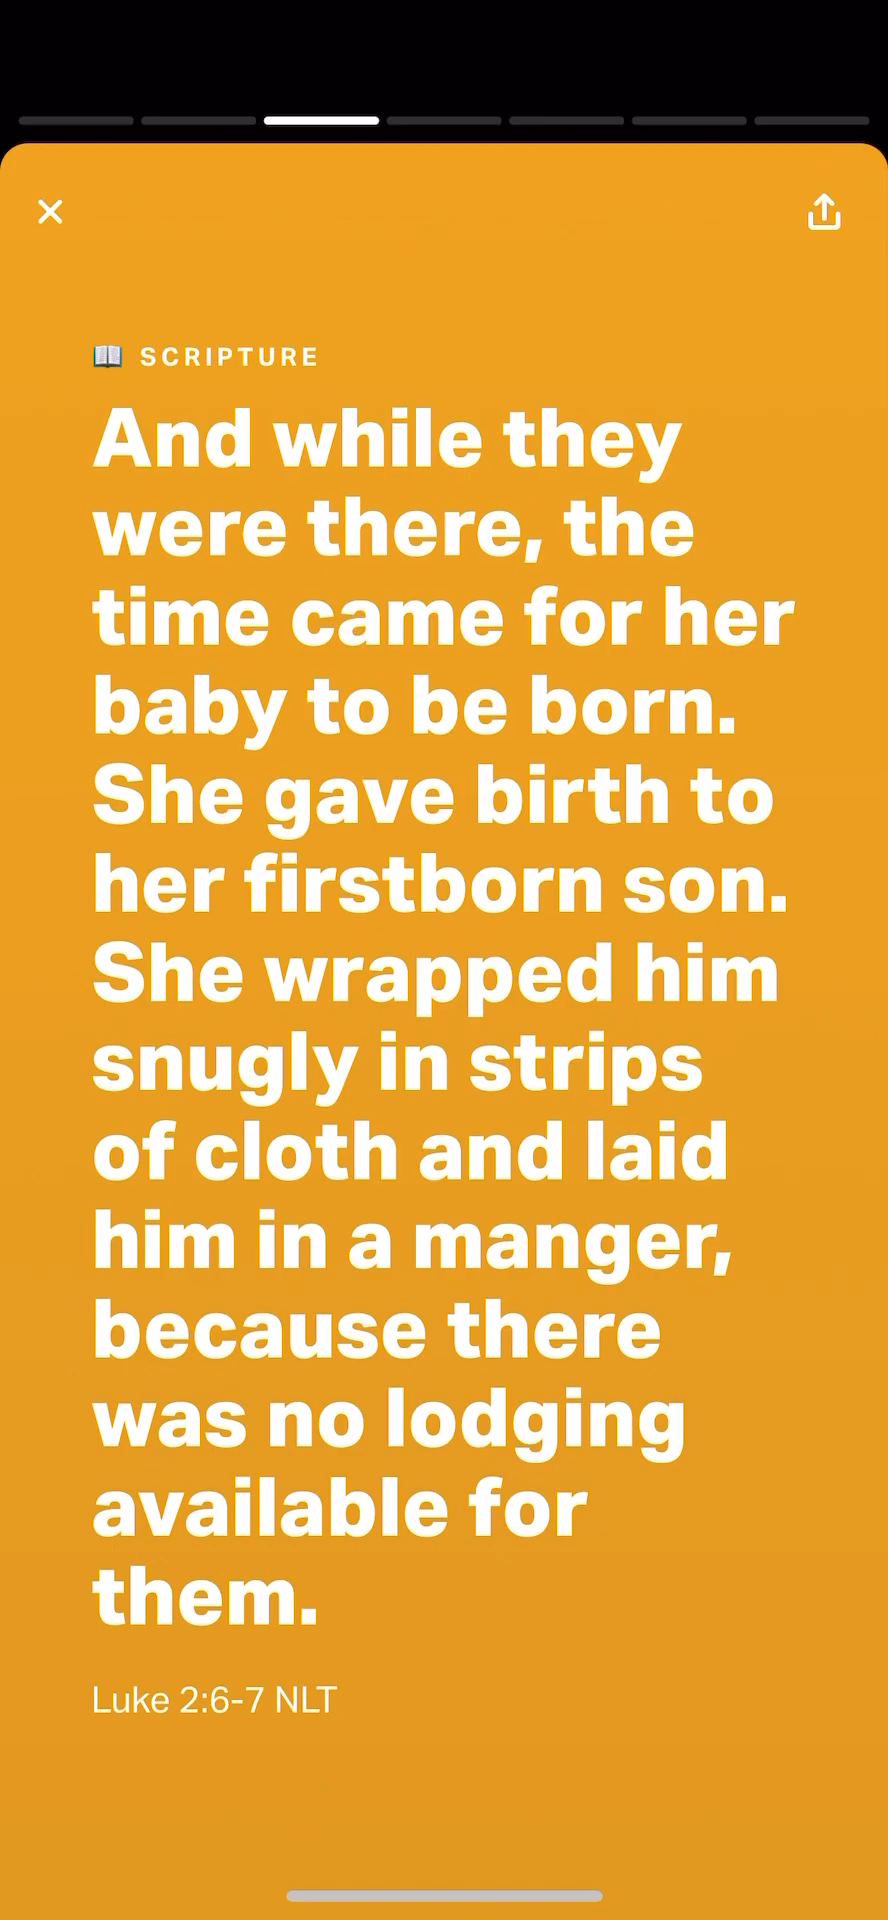 📖 SCRIPTURE
And while they
were there, the
time came for her
baby to be born.
She gave birth to
her firstborn son.
She wrapped him
snugly in strips
of cloth and laid
him in a manger,
because there
was no lodging
available for
them.
Luke 2:6-7 NLT